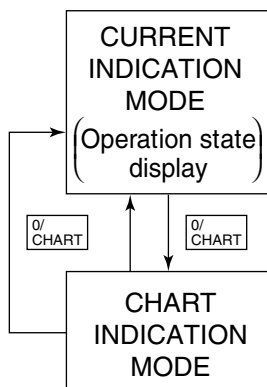 CURRENT
INDICATION
MODE
(Operation state
display)
0/
CHART
0/
CHART
CHART
INDICATION
MODE